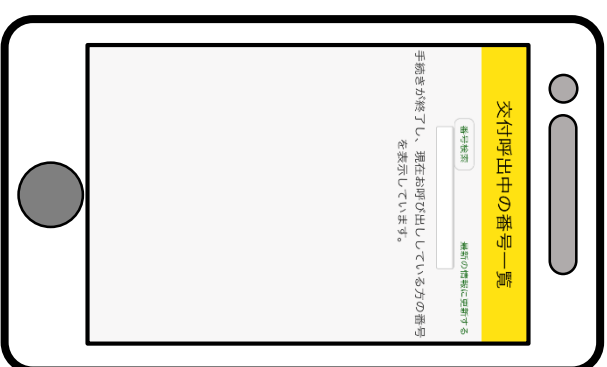 交付呼出中の番号一覧
番号検索
最新の情報に更新する
手続きが終了し、現在お呼び出ししている方の番号
を表示しています。